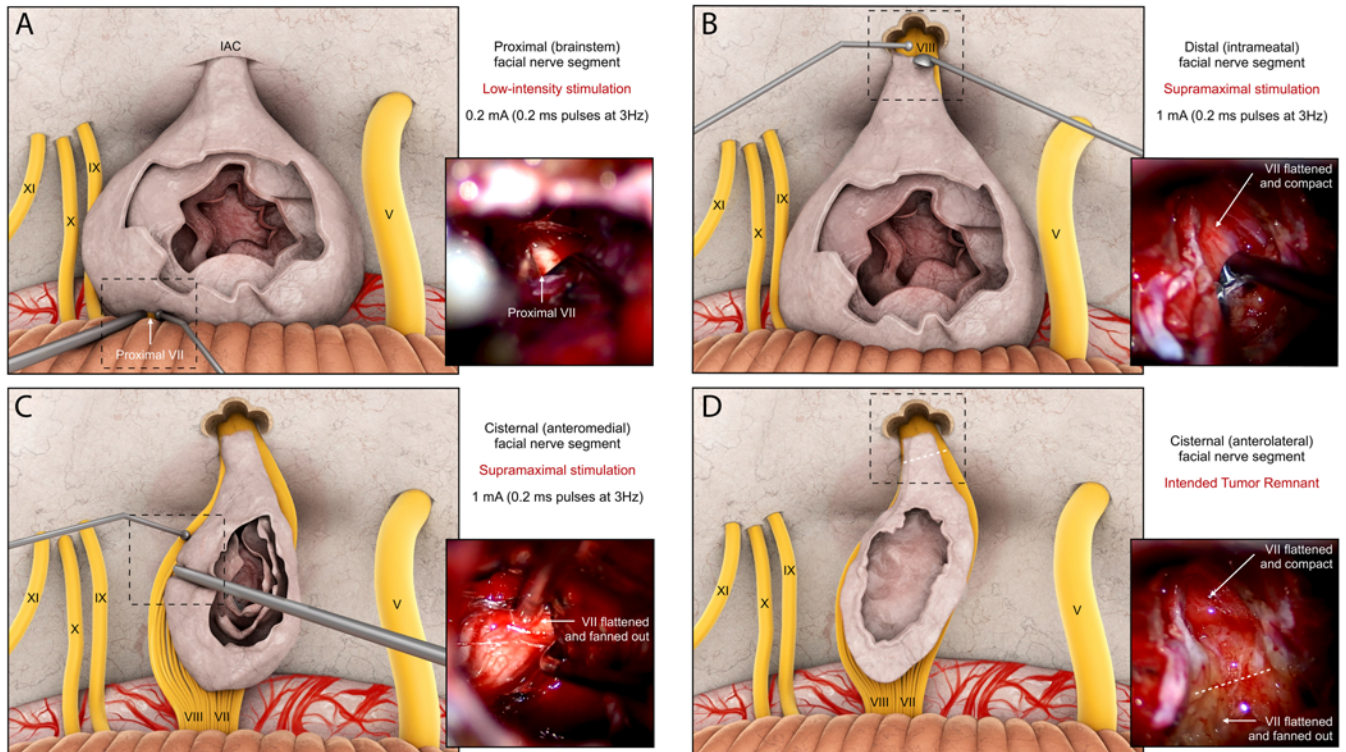 A
IAC
XI
X
IX
V
Proximal VII
Proximal (brainstem)
facial nerve segment
Low-intensity stimulation
0.2 mA (0.2 ms pulses at 3Hz)
Proximal VII
B
VIII
XI
X
IX
V
Distal (intrameatal)
facial nerve segment
Supramaximal stimulation
1 mA (0.2 ms pulses at 3Hz)
VII flattened
and compact
C
XI
X
IX
V
VIII
VII
Cisternal (anteromedial)
facial nerve segment
Supramaximal stimulation
1 mA (0.2 ms pulses at 3Hz)
VII flattened
and fanned out
D
XI
X
IX
V
VIII
VII
Cisternal (anterolateral)
facial nerve segment
Intended Tumor Remnant
VII flattened
and compact
VII flattened
and fanned out